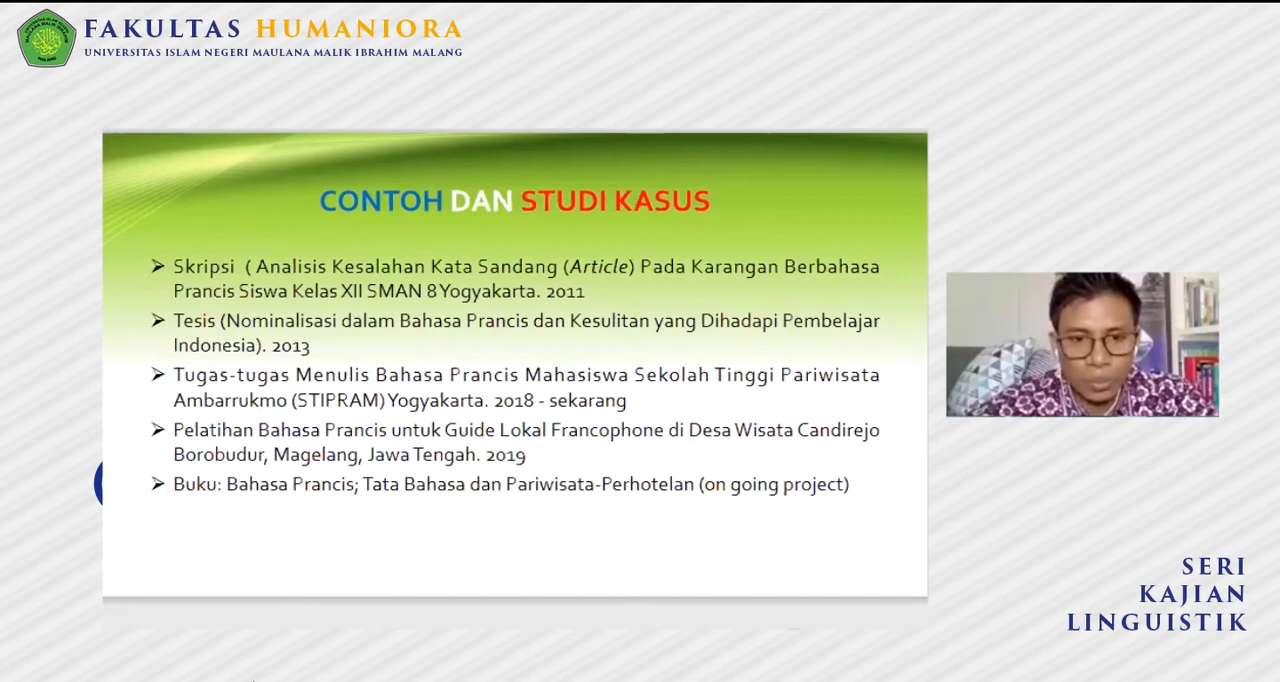 FAKULTAS HUMANIORA
UNIVERSITAS ISLAM NEGERI MAULANA MALIK IBRAHIM MALANG
CONTOH DAN STUDI KASUS
➢ Skripsi ( Analisis Kesalahan Kata Sandang (Article) Pada Karangan Berbahasa
Prancis Siswa Kelas XII SMAN 8 Yogyakarta. 2011
➢ Tesis (Nominalisasi dalam Bahasa Prancis dan Kesulitan yang Dihadapi Pembelajar
Indonesia). 2013
➢ Tugas-tugas Menulis Bahasa Prancis Mahasiswa Sekolah Tinggi Pariwisata
Ambarrukmo (STIPRAM) Yogyakarta. 2018 - sekarang
➢ Pelatihan Bahasa Prancis untuk Guide Lokal Francophone di Desa Wisata Candirejo
Borobudur, Magelang, Jawa Tengah. 2019
➢ Buku: Bahasa Prancis; Tata Bahasa dan Pariwisata-Perhotelan (on going project)
SERI
KAJIAN
LINGUISTIK